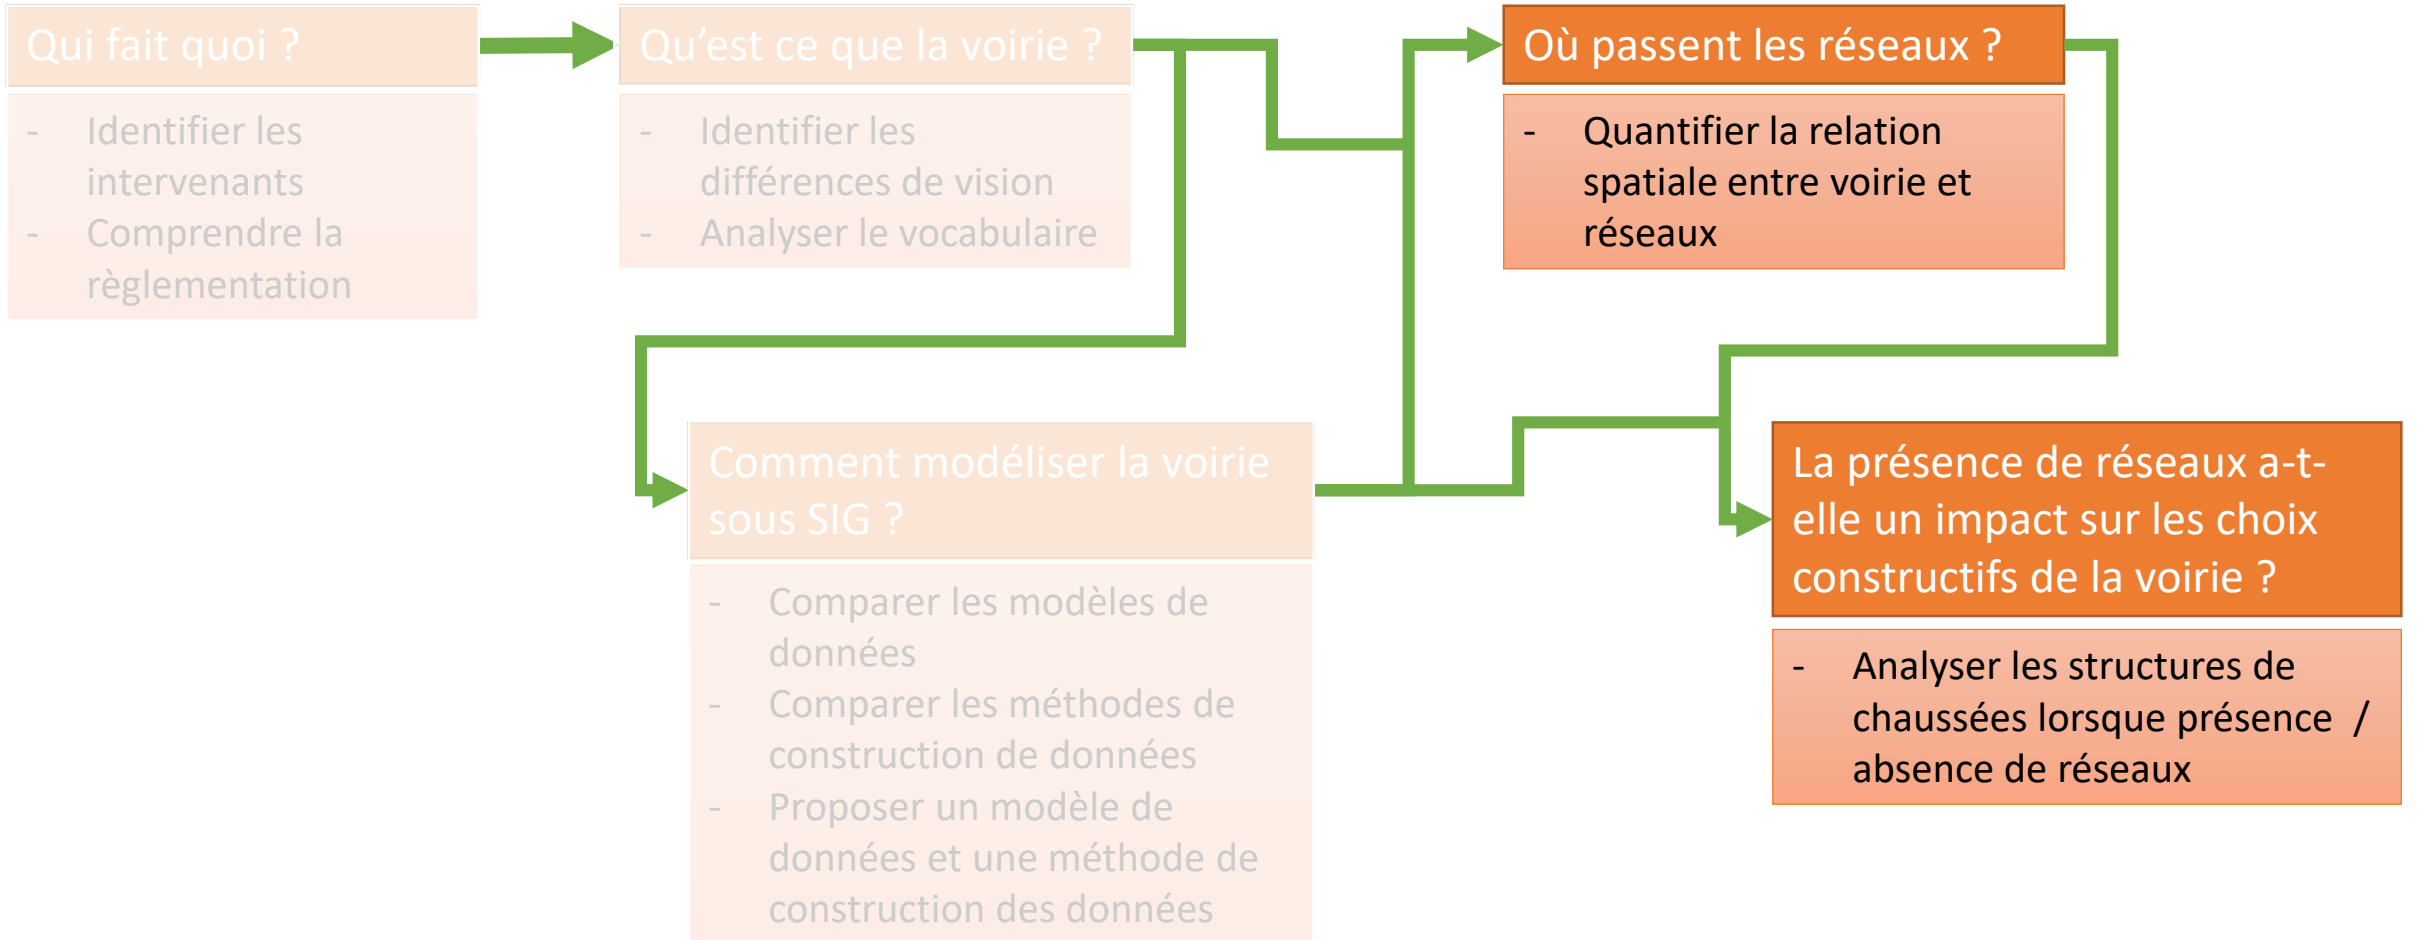 Qui fait quoi ?
- Identifier les
intervenants
- Comprendre la
règlementation
Qu’est ce que la voirie ?
- Identifier les
différences de vision
- Analyser le vocabulaire
Où passent les réseaux ?
- Quantifier la relation
spatiale entre voirie et
réseaux
Comment modéliser la voirie
sous SIG ?
- Comparer les modèles de
données
- Comparer les méthodes de
construction de données
- Proposer un modèle de
données et une méthode de
construction des données
La présence de réseaux a-t-
elle un impact sur les choix
constructifs de la voirie ?
- Analyser les structures de
chaussées lorsque présence /
absence de réseaux